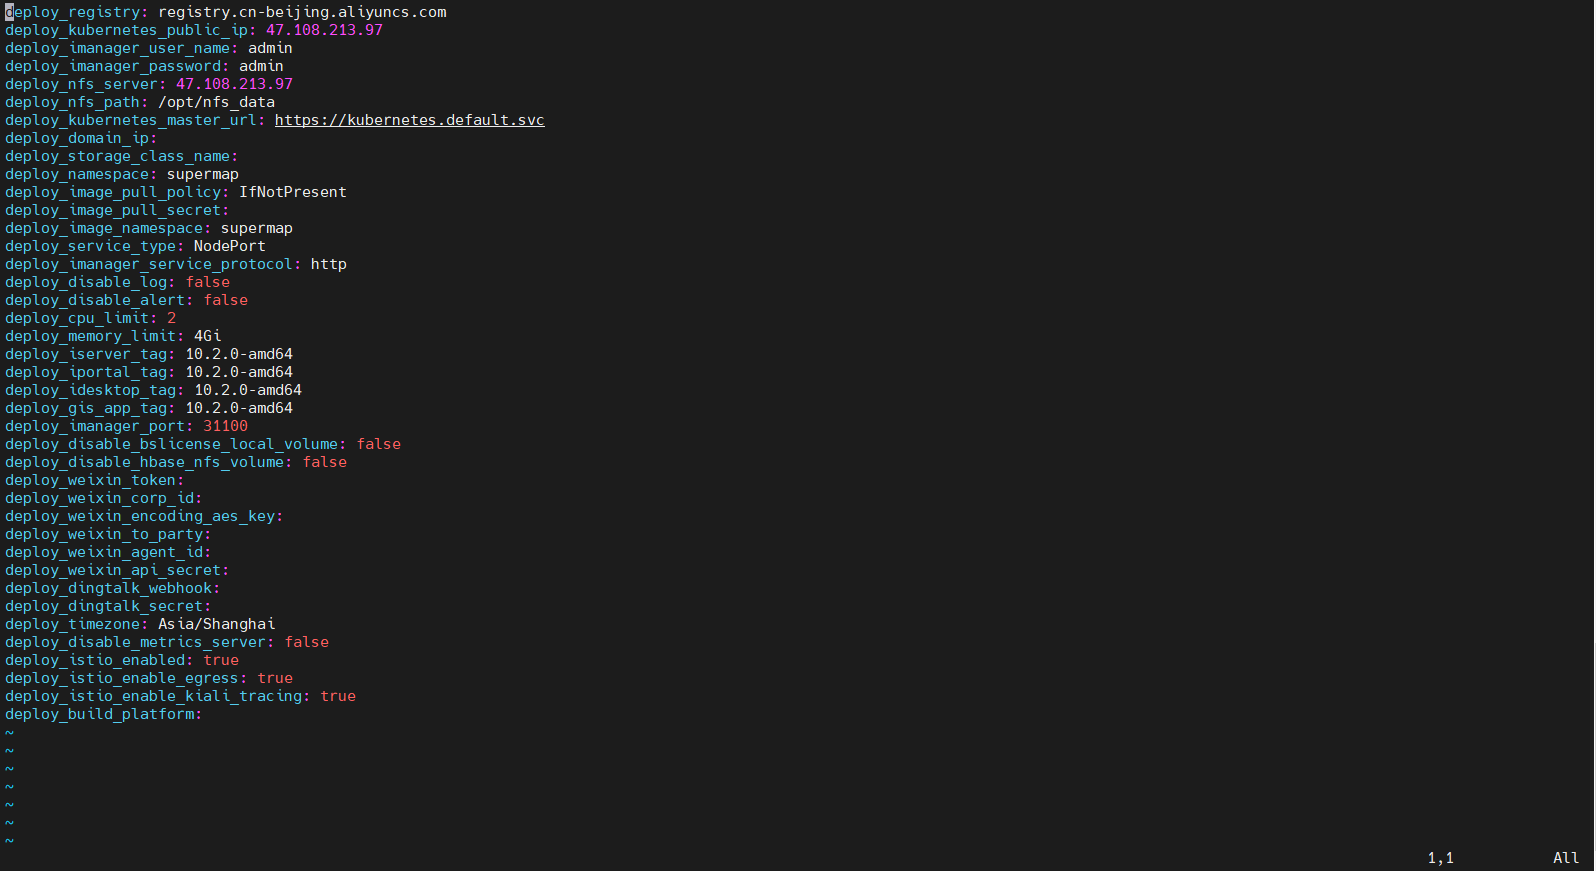 deploy_registry: registry.cn-beijing.aliyuncs.com
deploy_kubernetes_public_ip: 47.108.213.97
deploy_imanager_user_name: admin
deploy_imanager_password: admin
deploy_nfs_server: 47.108.213.97
deploy_nfs_path: /opt/nfs_data
deploy_kubernetes_master_url: https://kubernetes.default.svc
deploy_domain_ip:
deploy_storage_class_name:
deploy_namespace: supermap
deploy_image_pull_policy: IfNotPresent
deploy_image_pull_secret:
deploy_image_namespace: supermap
deploy_service_type: NodePort
deploy_imanager_service_protocol: http
deploy_disable_log: false
deploy_disable_alert: false
deploy_cpu_limit: 2
deploy_memory_limit: 4Gi
deploy_iserver_tag: 10.2.0-amd64
deploy_iportal_tag: 10.2.0-amd64
deploy_idesktop_tag: 10.2.0-amd64
deploy_gis_app_tag: 10.2.0-amd64
deploy_imanager_port: 31100
deploy_disable_bslicense_local_volume: false
deploy_disable_hbase_nfs_volume: false
deploy_weixin_token:
deploy_weixin_corp_id:
deploy_weixin_encoding_aes_key:
deploy_weixin_to_party:
deploy_weixin_agent_id:
deploy_weixin_api_secret:
deploy_dingtalk_webhook:
deploy_dingtalk_secret:
deploy_timezone: Asia/Shanghai
deploy_disable_metrics_server: false
deploy_istio_enabled: true
deploy_istio_enable_egress: true
deploy_istio_enable_kiali_tracing: true
deploy_build_platform:
~
~
~
~
~
~
~
1,1 All